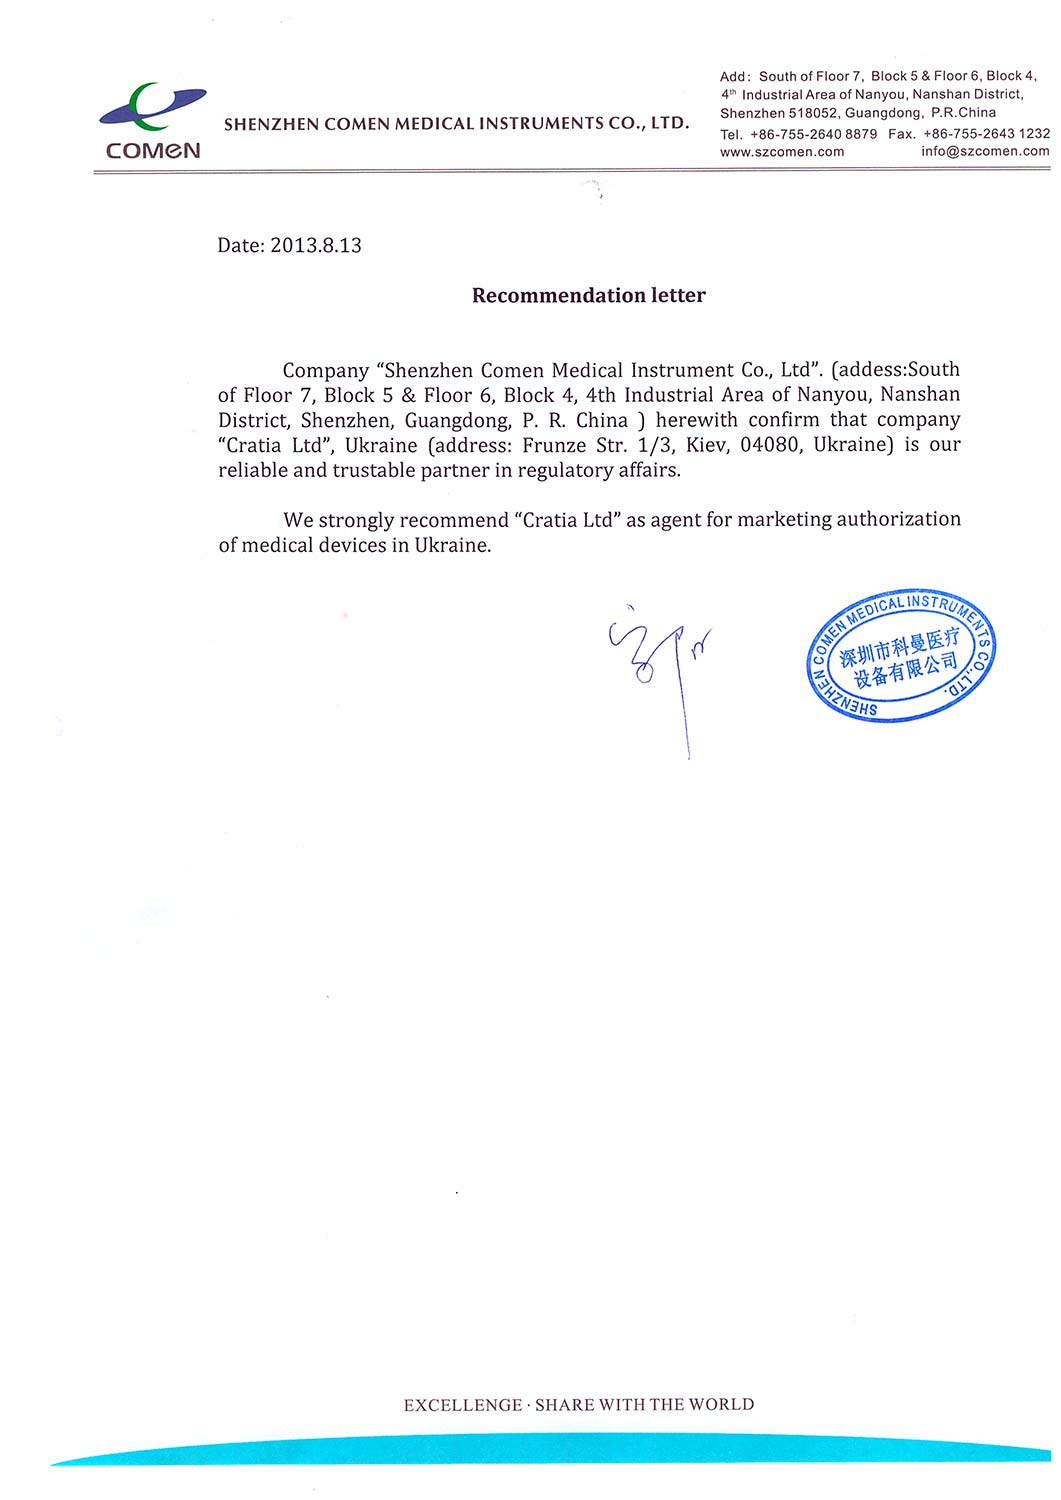 COMEN
SHENZHEN COMEN MEDICAL INSTRUMENTS CO., LTD.
Add: South of Floor 7, Block 5 & Floor 6, Block 4,
4th Industrial Area of Nanyou, Nanshan District,
Shenzhen 518052, Guangdong, P.R.China
Tel. +86-755-2640 8879 Fax. +86-755-2643 1232
www.szcomen.com info@szcomen.com
Date: 2013.8.13
Recommendation letter
Company “Shenzhen Comen Medical Instrument Co., Ltd”. (addess:South
of Floor 7, Block 5 & Floor 6, Block 4, 4th Industrial Area of Nanyou, Nanshan
District, Shenzhen, Guangdong, P. R. China ) herewith confirm that company
“Cratia Ltd”, Ukraine (address: Frunze Str. 1/3, Kiev, 04080, Ukraine) is our
reliable and trustable partner in regulatory affairs.
We strongly recommend “Cratia Ltd” as agent for marketing authorization
of medical devices in Ukraine.
SHENZHEN COMEN MEDICAL INSTRUMENTS CO., LTD.
深圳市科曼医疗
设备有限公司
EXCELLENGE · SHARE WITH THE WORLD